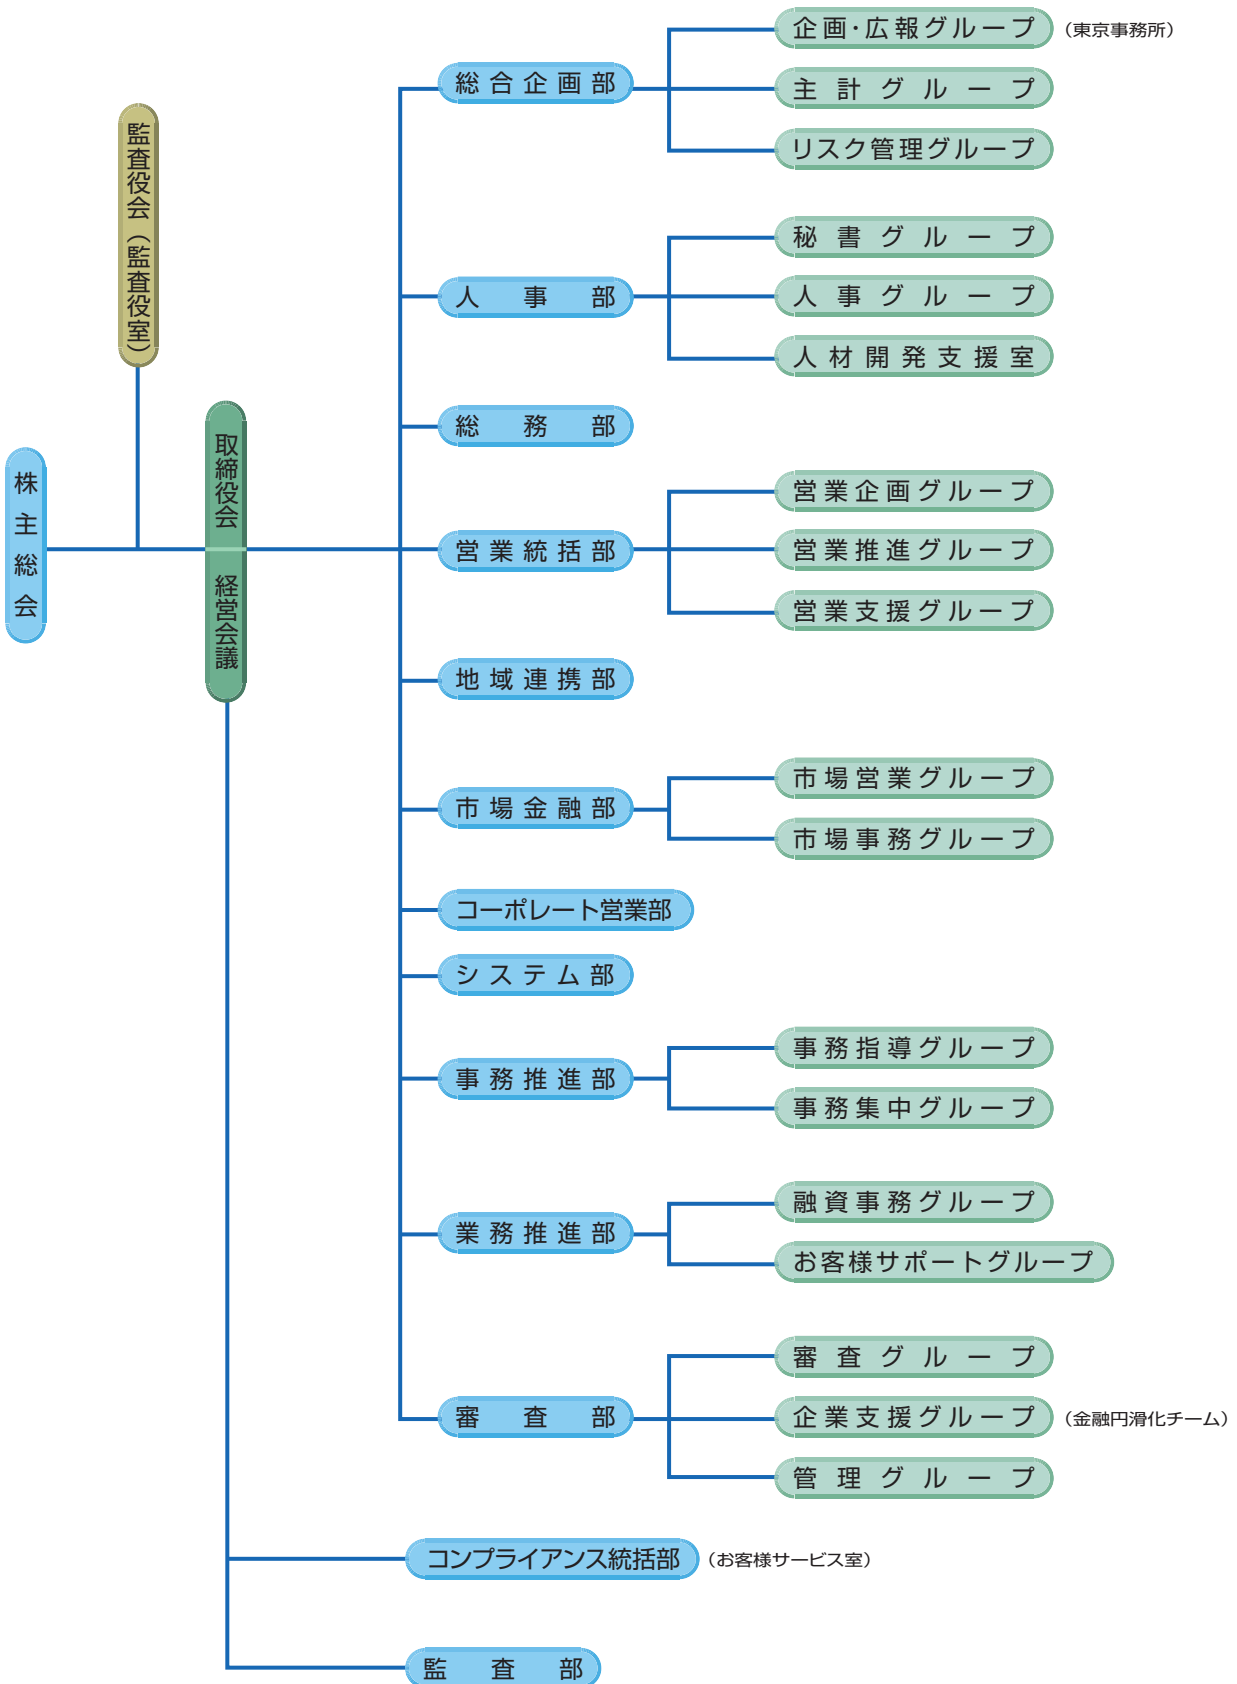 株主総会
監査役会（監査役室）
取締役会
経営会議
総合企画部
企画・広報グループ（東京事務所）
主計グループ
リスク管理グループ
人事部
秘書グループ
人事グループ
人材開発支援室
総務部
営業統括部
営業企画グループ
営業推進グループ
営業支援グループ
地域連携部
市場金融部
市場営業グループ
市場事務グループ
コーポレート営業部
システム部
事務推進部
事務指導グループ
事務集中グループ
業務推進部
融資事務グループ
お客様サポートグループ
審査部
審査グループ
企業支援グループ（金融円滑化チーム）
管理グループ
コンプライアンス統括部（お客様サービス室）
監査部